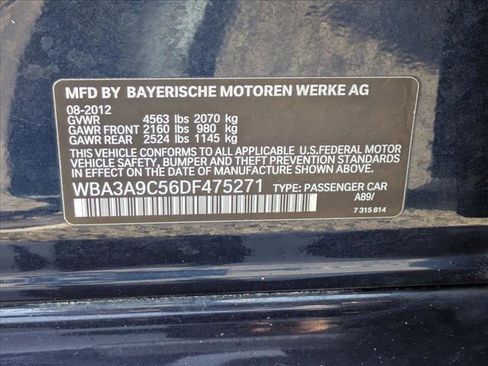 MFD BY BAYERISCHE MOTOREN WERKE AG
08-2012
GVWR 4563 lbs 2070 kg
GAWR FRONT 2160 lbs 980 kg
GAWR REAR 2524 lbs 1145 kg
THIS VEHICLE CONFORMS TO ALL APPLICABLE U.S.FEDERAL MOTOR
VEHICLE SAFETY, BUMPER AND THEFT PREVENTION STANDARDS
IN EFFECT ON THE DATE OF MANUFACTURE SHOWN ABOVE.
WBA3A9C56DF475271 TYPE: PASSENGER CAR
A89/
7 315 814